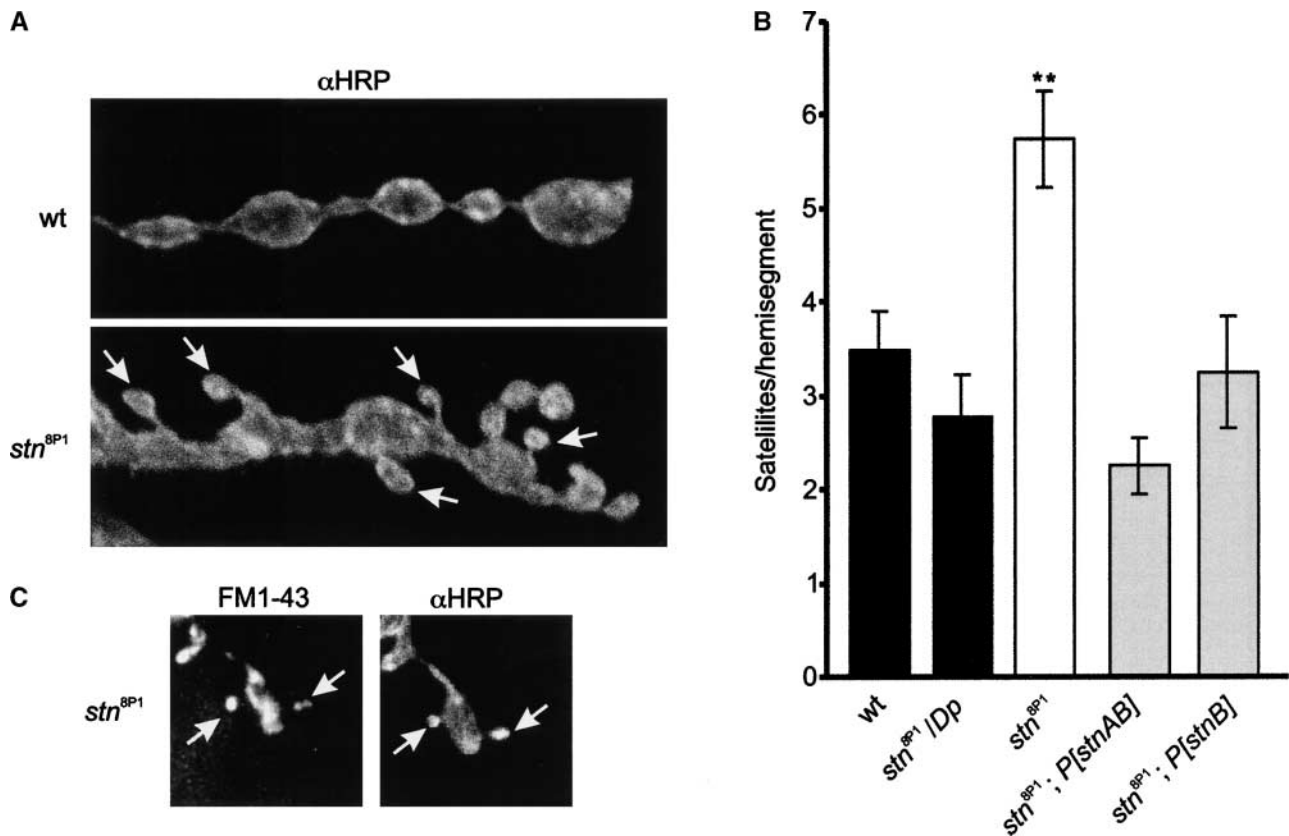 A
αHRP
wt
stn8P1
C
FM1-43
αHRP
stn8P1
B
7
6
5
4
3
2
1
0
Satelilites/hemisegment
**
wt
stn8P1 /Dp
stn8P1
stn8P1 ; P[stnAB]
stn8P1 ; P[stnB]